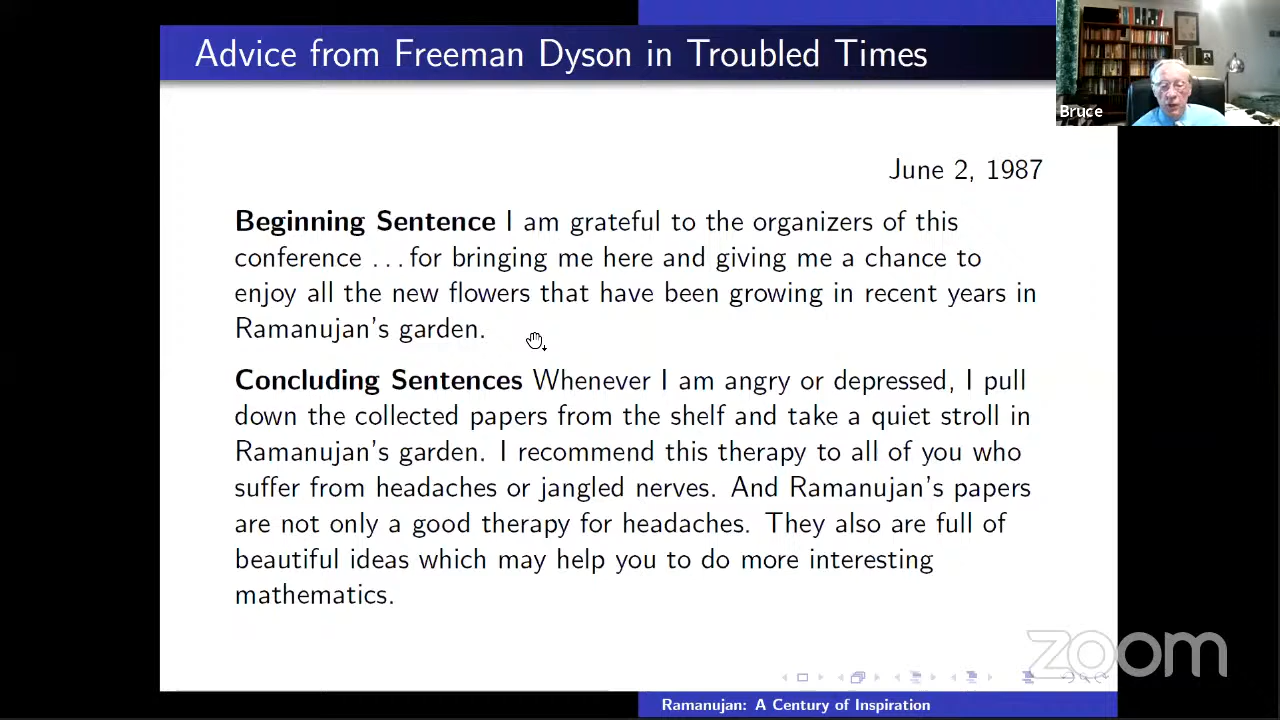 Advice from Freeman Dyson in Troubled Times
Bruce
June 2, 1987
Beginning Sentence I am grateful to the organizers of this
conference ...for bringing me here and giving me a chance to
enjoy all the new flowers that have been growing in recent years in
Ramanujan's garden.
Concluding Sentences Whenever I am angry or depressed, I pull
down the collected papers from the shelf and take a quiet stroll in
Ramanujan's garden. I recommend this therapy to all of you who
suffer from headaches or jangled nerves. And Ramanujan's papers
are not only a good therapy for headaches. They also are full of
beautiful ideas which may help you to do more interesting
mathematics.
zoom
Ramanujan: A Century of Inspiration